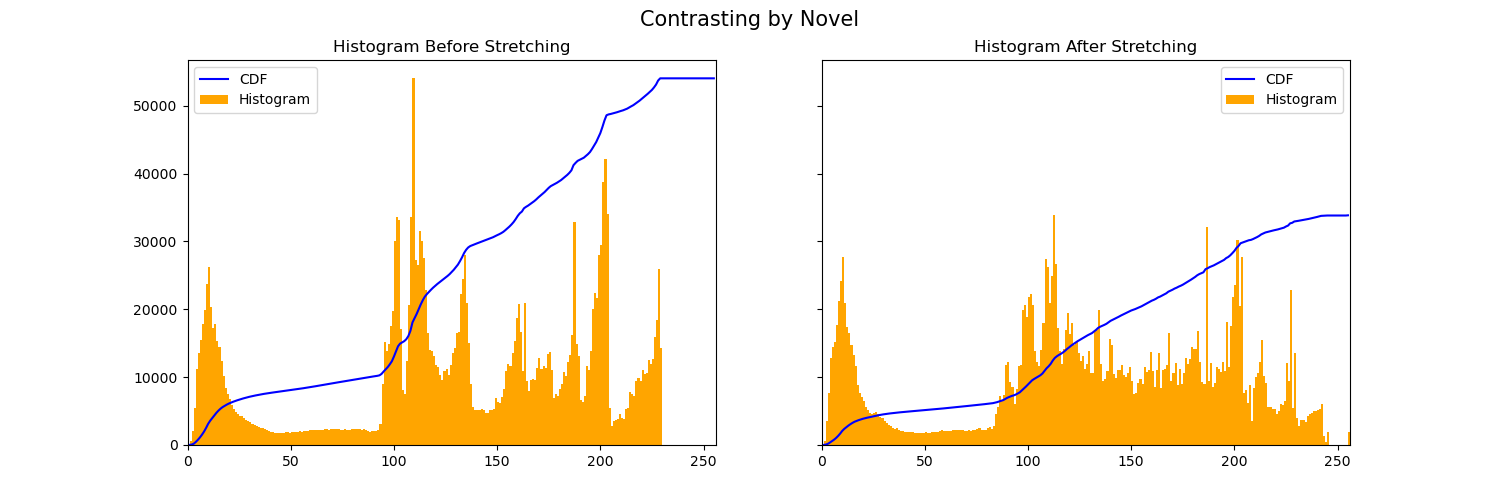 Contrasting by Novel
Histogram Before Stretching
CDF
Histogram
50000
40000
30000
20000
10000
0
0 50 100 150 200 250
Histogram After Stretching
CDF
Histogram
0 50 100 150 200 250